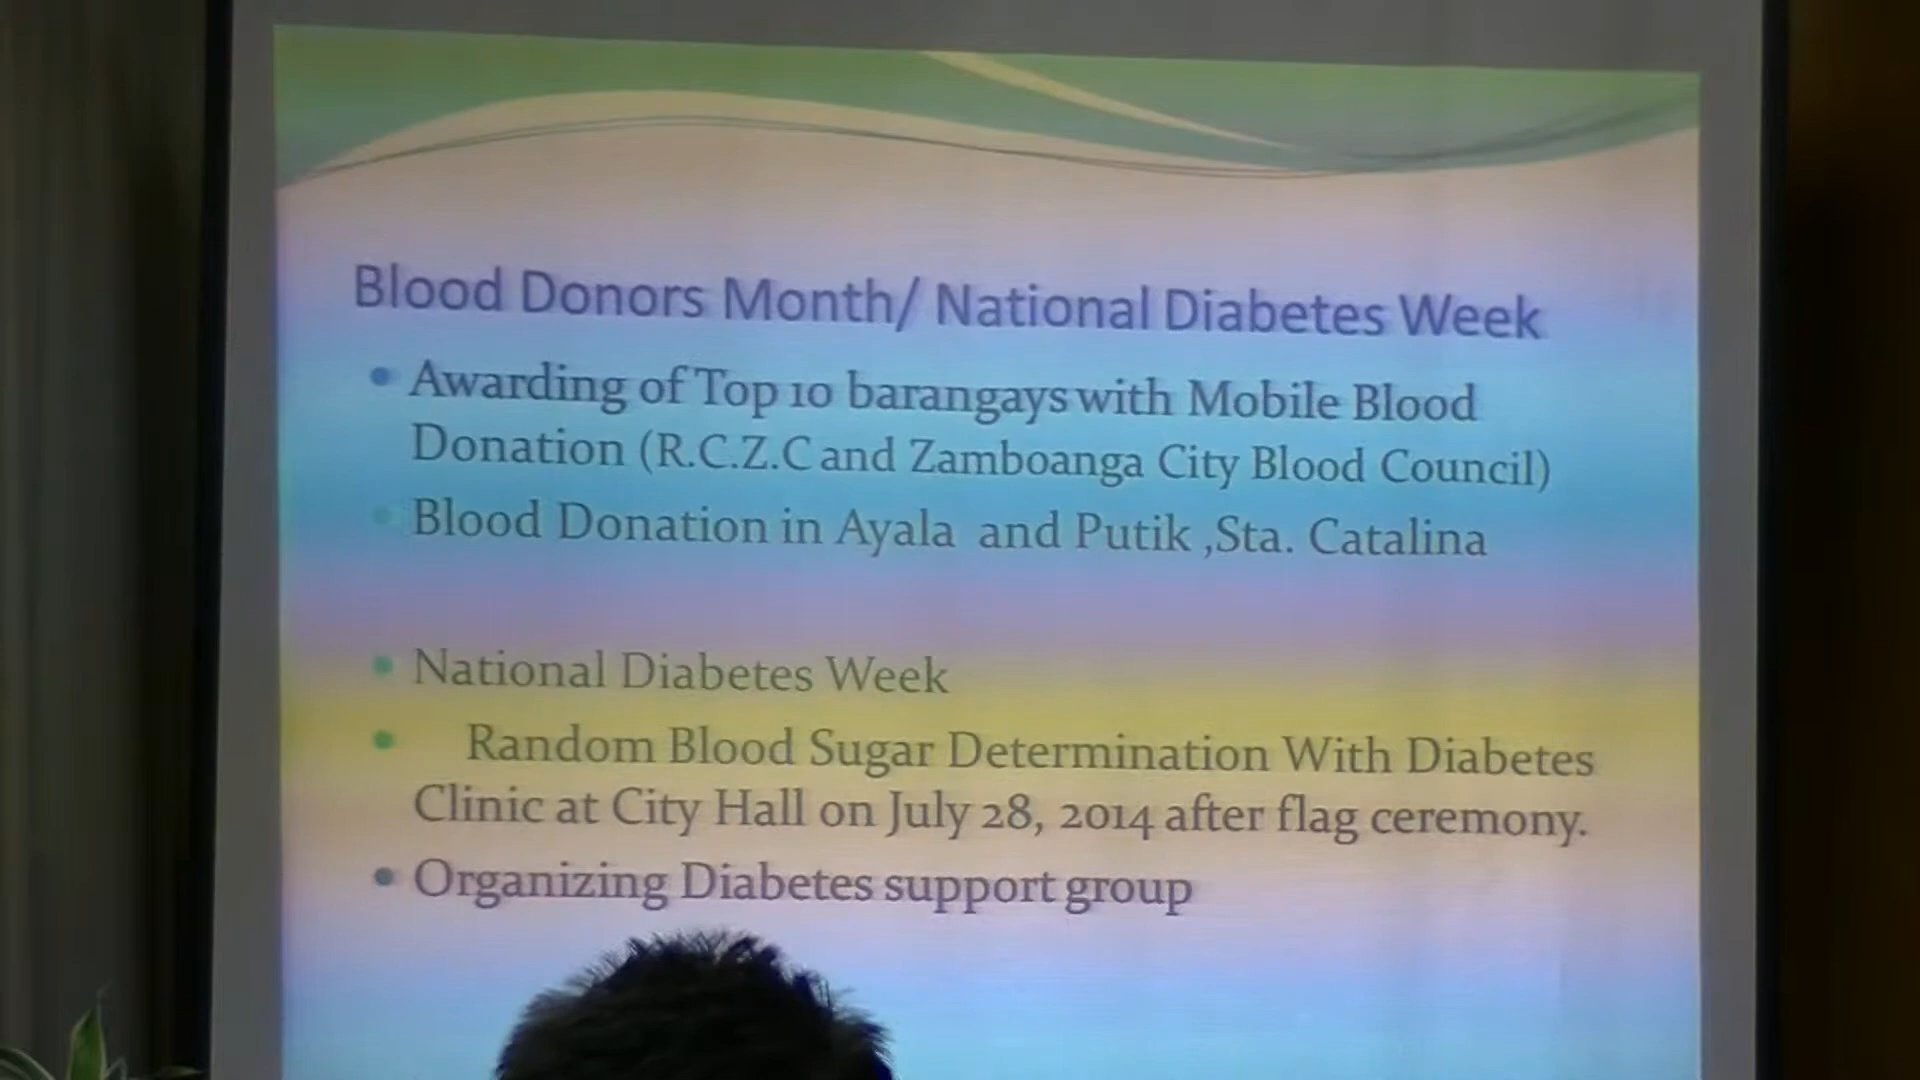 Blood Donors Month/ National Diabetes Week
• Awarding of Top 10 barangays with Mobile Blood
Donation (R.C.Z.C and Zamboanga City Blood Council)
• Blood Donation in Ayala and Putik ,Sta. Catalina
• National Diabetes Week
• Random Blood Sugar Determination With Diabetes
Clinic at City Hall on July 28, 2014 after flag ceremony.
• Organizing Diabetes support group